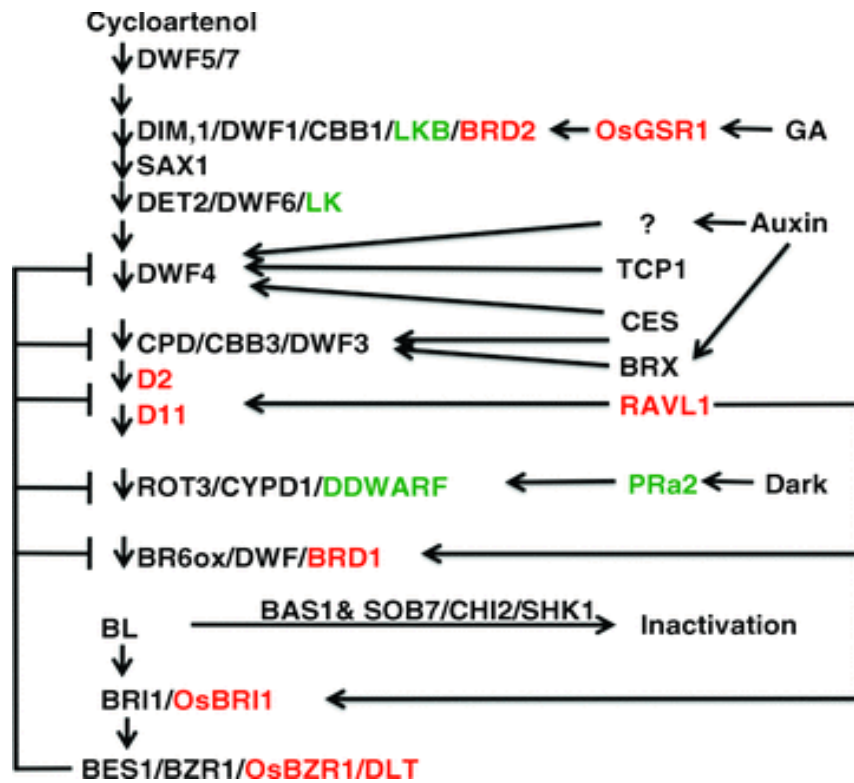 Cycloartenol
DWF5/7
DIM,1/DWF1/CBB1/LKB/BRD2 OsGSR1 GA
SAX1
DET2/DWF6/LK
? Auxin
DWF4 TCP1
CES
CPD/CBB3/DWF3
BRX
D2
D11 RAVL1
ROT3/CYPD1/DDWARF PRa2 Dark
BR6ox/DWF/BRD1
BAS1& SOB7/CHI2/SHK1
BL Inactivation
BRI1/OsBRI1
BES1/BZR1/OsBZR1/DLT